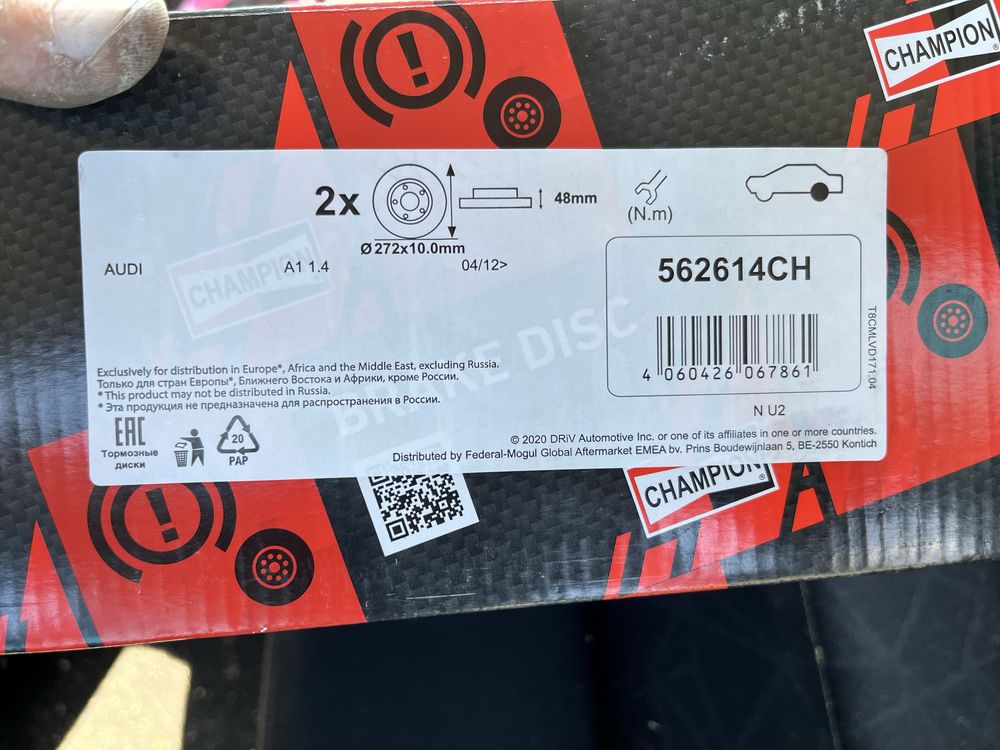 CHAMPION
2x
48mm
(N.m)
Ø 272x10.0mm
AUDI
A1 1.4
04/12>
562614CH
CHAMPION
BRAKE DISC
4 060426 067861
T8CMLVD171.04
Exclusively for distribution in Europe*, Africa and the Middle East, excluding Russia.
Только для стран Европы*, Ближнего Востока и Африки, кроме России.
* This product may not be distributed in Russia.
* Эта продукция не предназначена для распространения в России.
N U2
EAC
Тормозные
диски
20
PAP
© 2020 DRiV Automotive Inc. or one of its affiliates in one or more countries.
Distributed by Federal-Mogul Global Aftermarket EMEA bv. Prins Boudewijnlaan 5, BE-2550 Kontich
CHAMPION